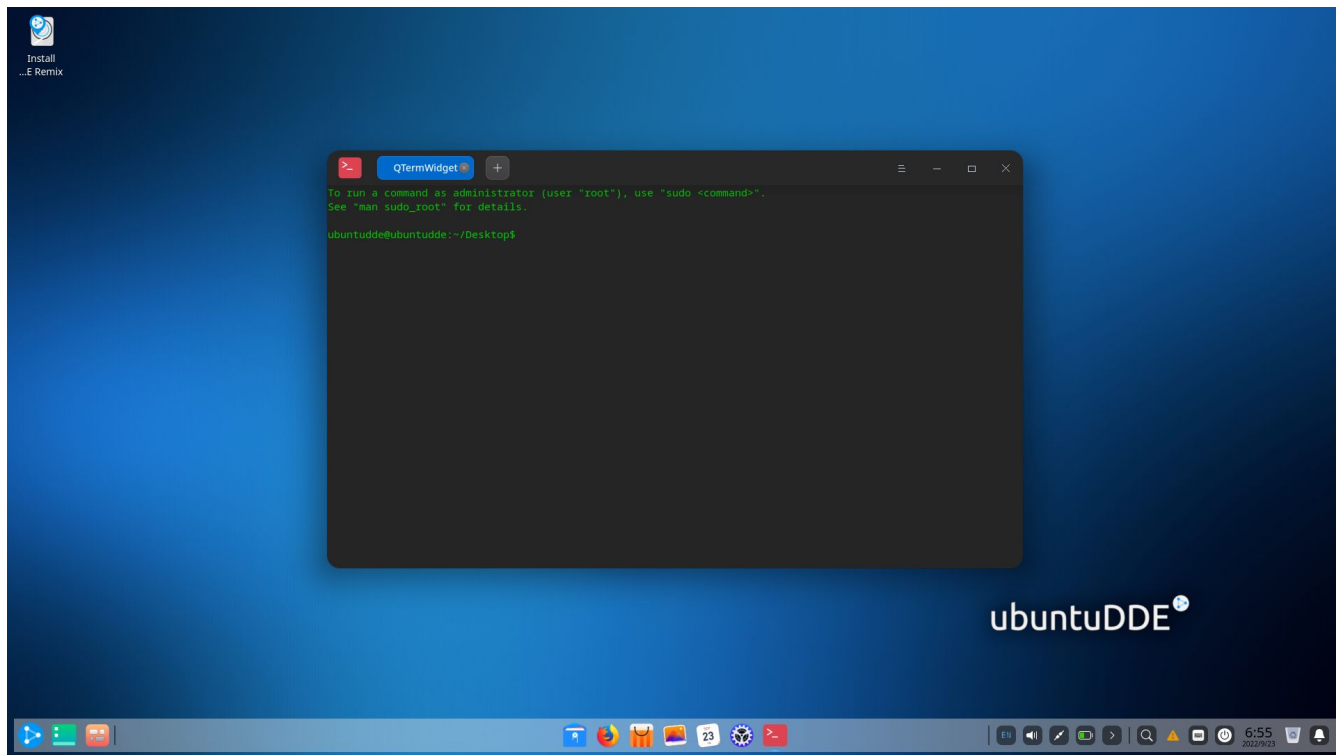 Install
...E Remix
QTermWidget
To run a command as administrator (user "root"), use "sudo <command>".
See "man sudo_root" for details.
ubuntudde@ubuntudde:~/Desktop$
ubuntuDDE
23
EN
6:55
2022/9/23